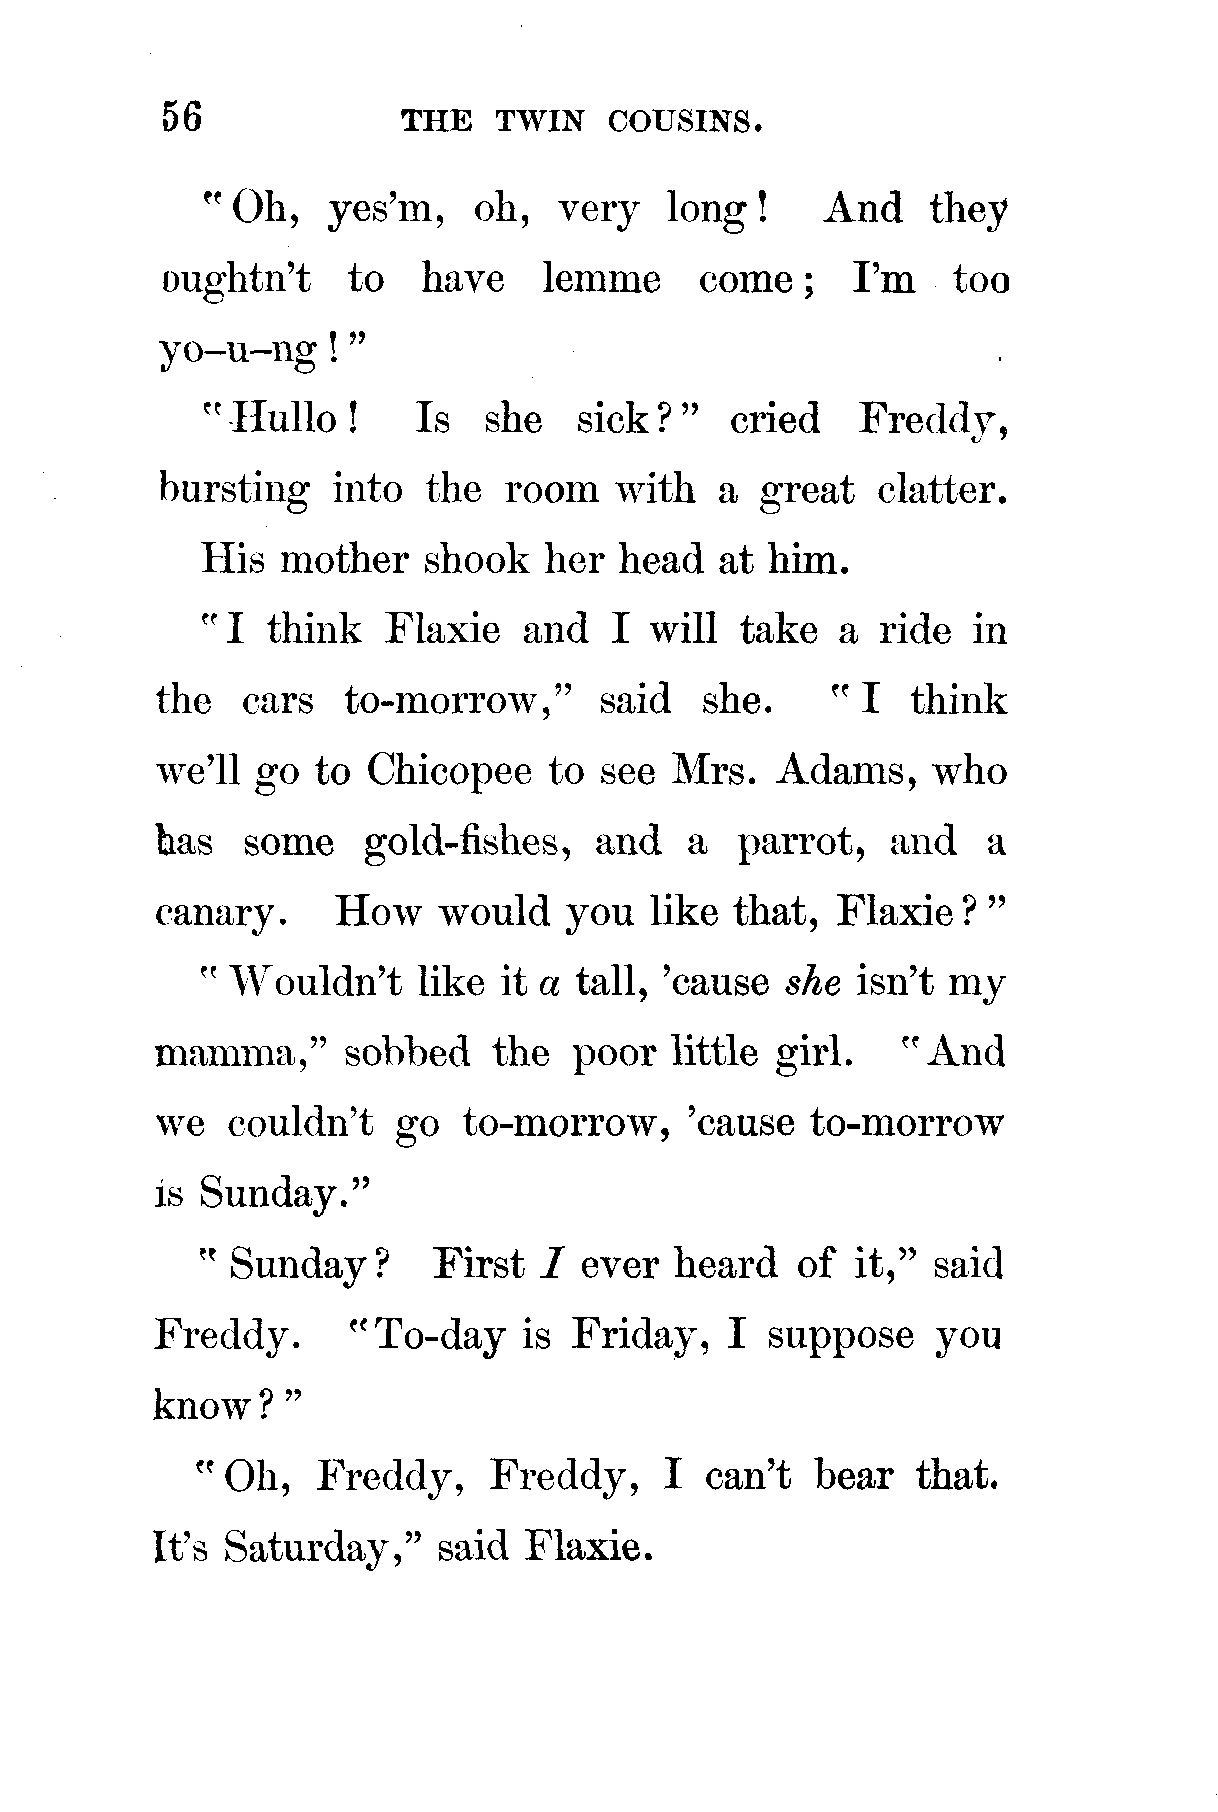 56 THE TWIN COUSINS.
"Oh, yes'm, oh, very long! And they
oughtn't to have lemme come; I'm too
yo-u-ng!"
"Hullo! Is she sick?" cried Freddy,
bursting into the room with a great clatter.
His mother shook her head at him.
"I think Flaxie and I will take a ride in
the cars to-morrow," said she. "I think
we'll go to Chicopee to see Mrs. Adams, who
has some gold-fishes, and a parrot, and a
canary. How would you like that, Flaxie?"
"Wouldn't like it a tall, 'cause she isn't my
mamma," sobbed the poor little girl. "And
we couldn't go to-morrow, 'cause to-morrow
is Sunday."
"Sunday? First I ever heard of it," said
Freddy. "To-day is Friday, I suppose you
know?"
"Oh, Freddy, Freddy, I can't bear that.
It's Saturday," said Flaxie.